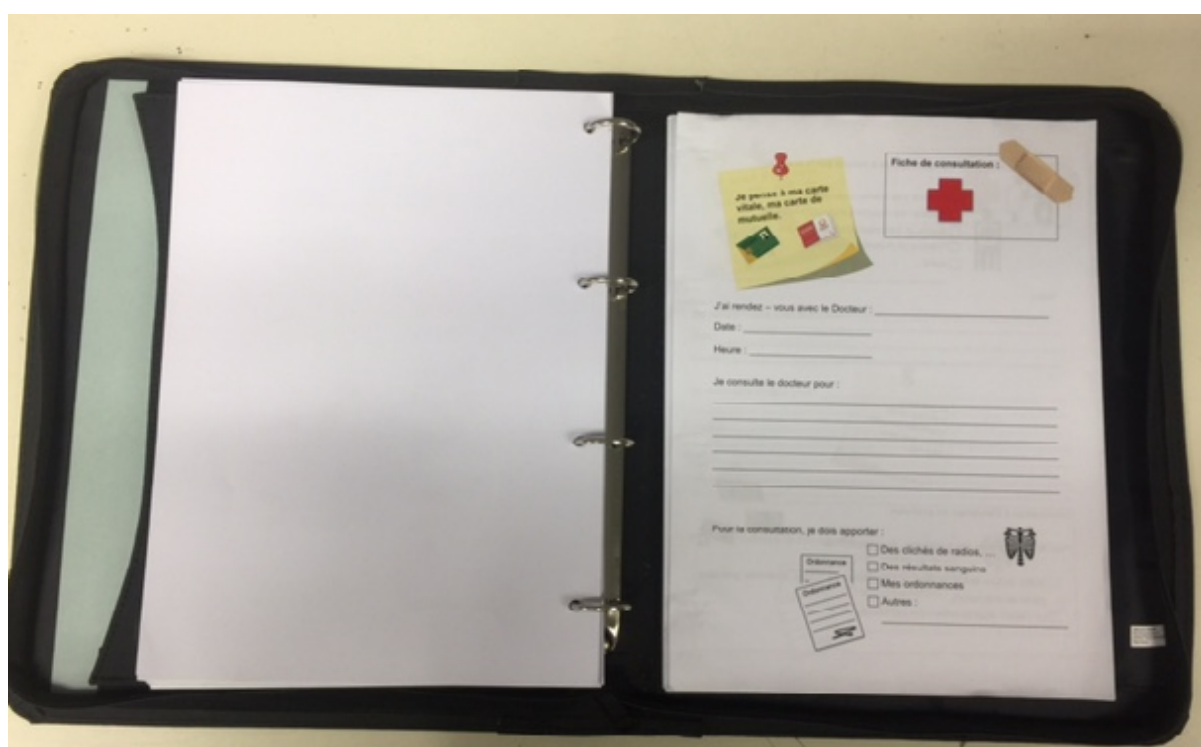 Je pense à ma carte
vitale, ma carte de
mutuelle.
Fiche de consultation :
J'ai rendez – vous avec le Docteur :
Date :
Heure :
Je consulte le docteur pour :
Pour la consultation, je dois apporter :
Des clichés de radios, ...
Des résultats sanguins
Mes ordonnances
Autres :
Ordonnance
Ordonnance